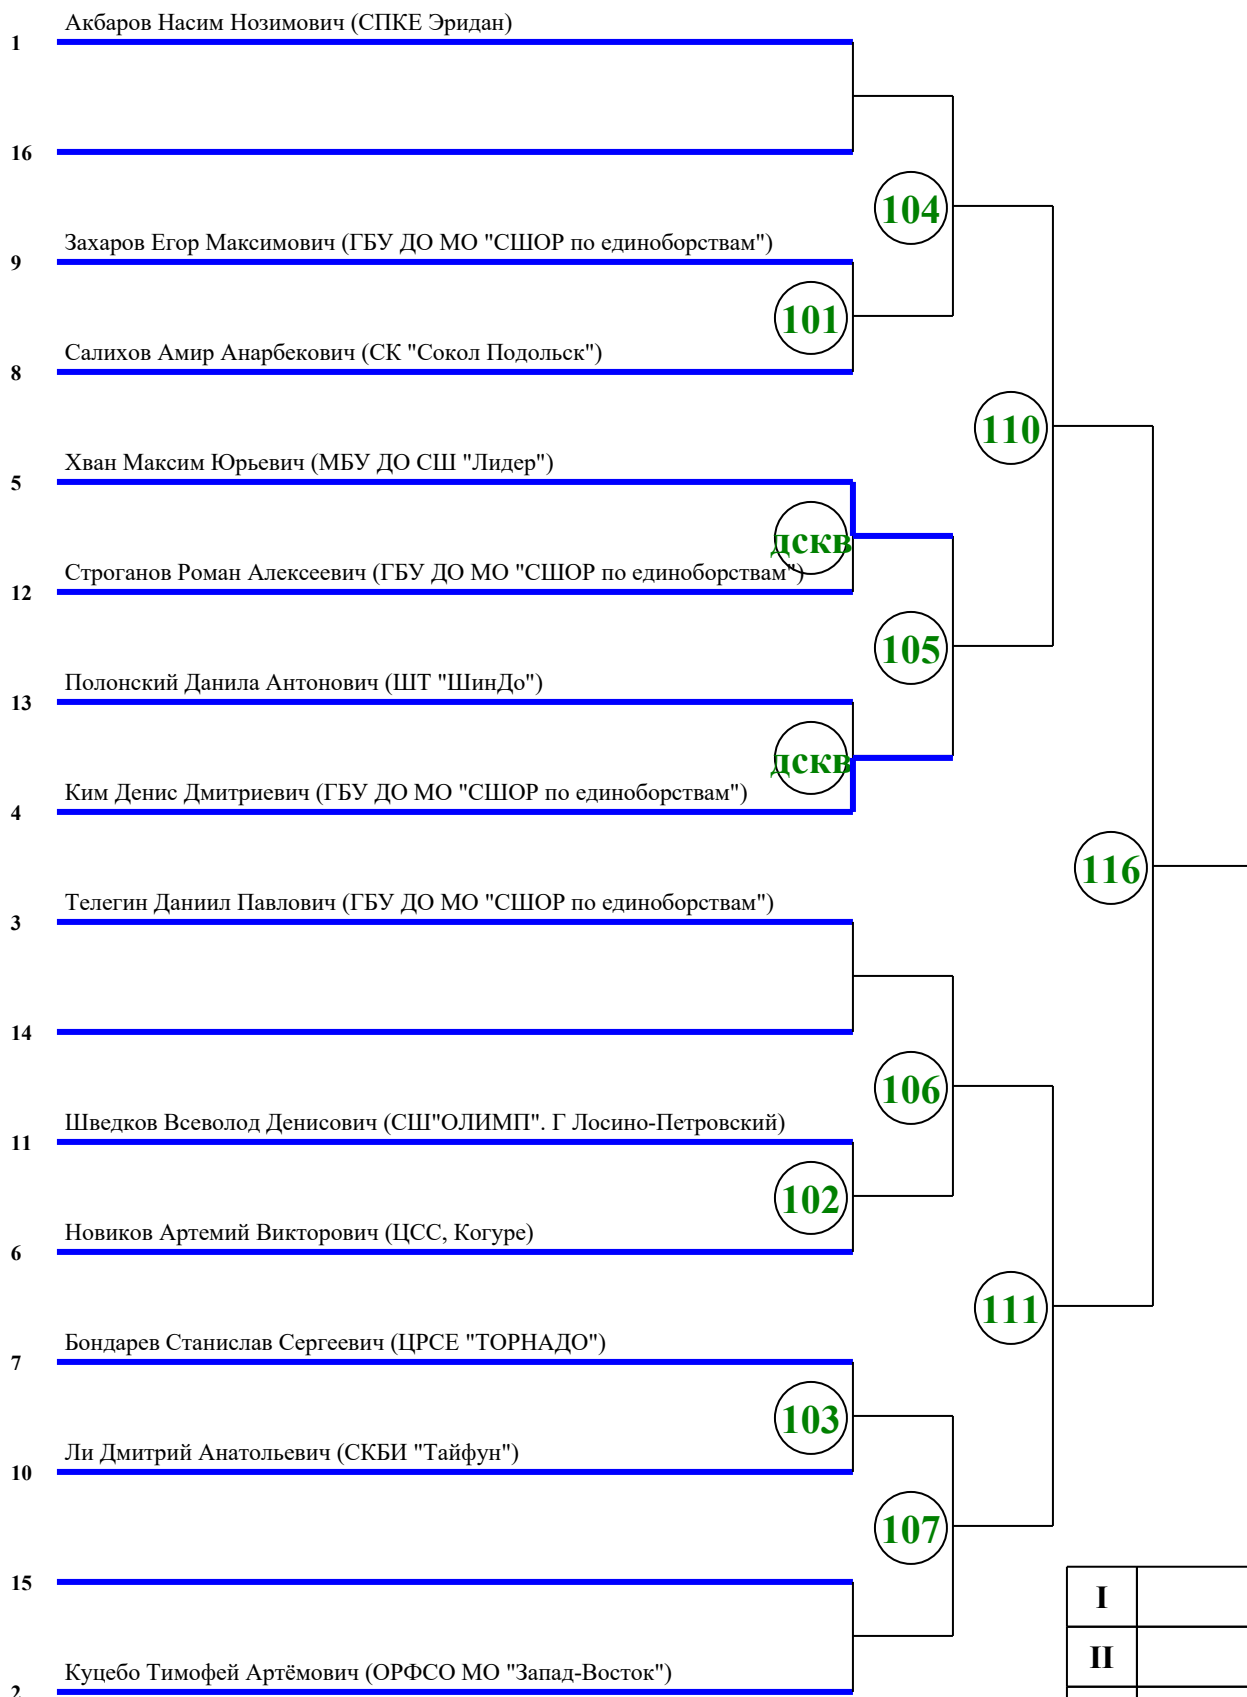 Акбаров Насим Нозимович (СПКЕ Эридан)
1
16
104
Захаров Егор Максимович (ГБУ ДО МО "СШОР по единоборствам")
9
101
Салихов Амир Анарбекович (СК "Сокол Подольск")
8
110
Хван Максим Юрьевич (МБУ ДО СШ "Лидер")
5
дскв
Строганов Роман Алексеевич (ГБУ ДО МО "СШОР по единоборствам")
12
105
Полонский Данила Антонович (ШТ "ШинДо")
13
дскв
Ким Денис Дмитриевич (ГБУ ДО МО "СШОР по единоборствам")
4
116
Телегин Даниил Павлович (ГБУ ДО МО "СШОР по единоборствам")
3
14
106
Шведков Всеволод Денисович (СШ"ОЛИМП". Г Лосино-Петровский)
11
102
Новиков Артемий Викторович (ЦСС, Когуре)
6
111
Бондарев Станислав Сергеевич (ЦРСЕ "ТОРНАДО")
7
103
Ли Дмитрий Анатольевич (СКБИ "Тайфун")
10
107
15
I
II
Куцебо Тимофей Артёмович (ОРФСО МО "Запад-Восток")
2